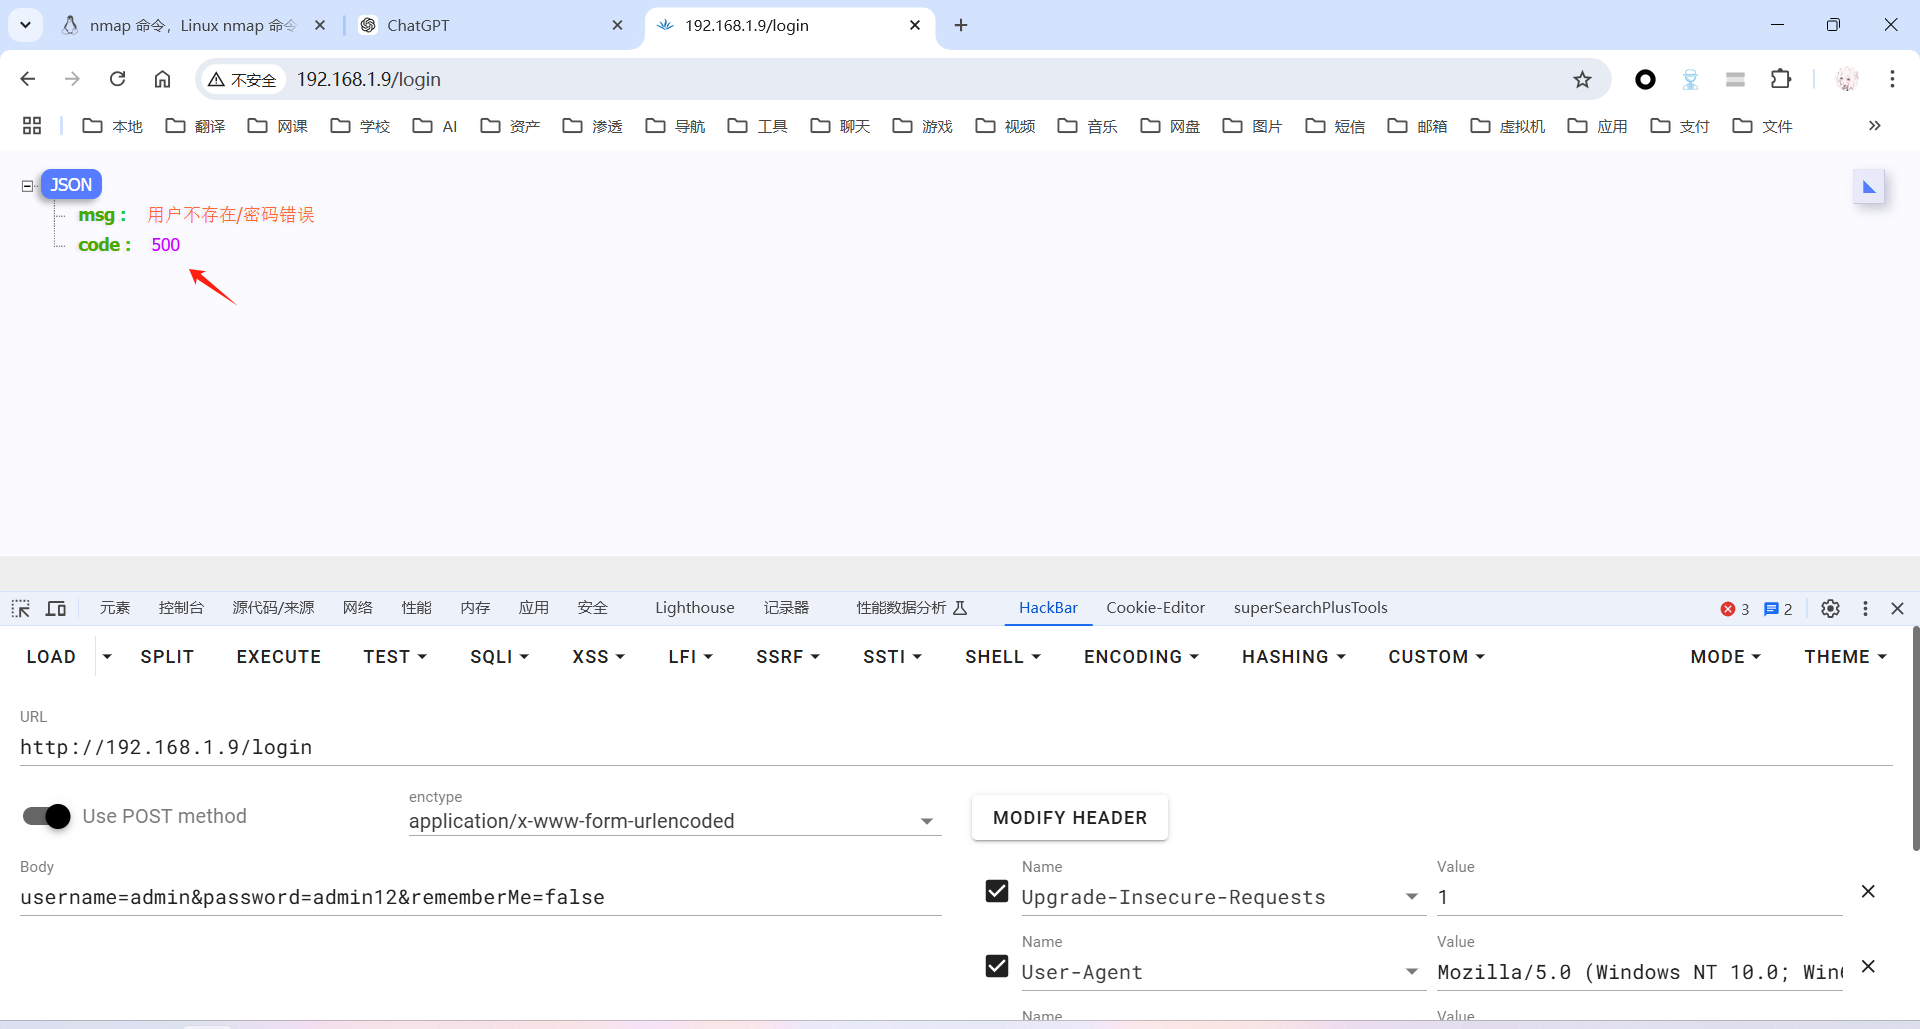 nmap 命令，Linux nmap 命令
ChatGPT
192.168.1.9/login
不安全
192.168.1.9/login
本地
翻译
网课
学校
AI
资产
渗透
导航
工具
聊天
游戏
视频
音乐
网盘
图片
短信
邮箱
虚拟机
应用
支付
文件
JSON
msg : 用户不存在/密码错误
code : 500
元素
控制台
源代码/来源
网络
性能
内存
应用
安全
Lighthouse
记录器
性能数据分析
HackBar
Cookie-Editor
superSearchPlusTools
3
2
LOAD
SPLIT
EXECUTE
TEST
SQLI
XSS
LFI
SSRF
SSTI
SHELL
ENCODING
HASHING
CUSTOM
MODE
THEME
URL
http://192.168.1.9/login
Use POST method
enctype
application/x-www-form-urlencoded
MODIFY HEADER
Body
username=admin&password=admin12&rememberMe=false
Name
Value
Upgrade-Insecure-Requests
1
Name
Value
User-Agent
Mozilla/5.0 (Windows NT 10.0; Win
Name
Value